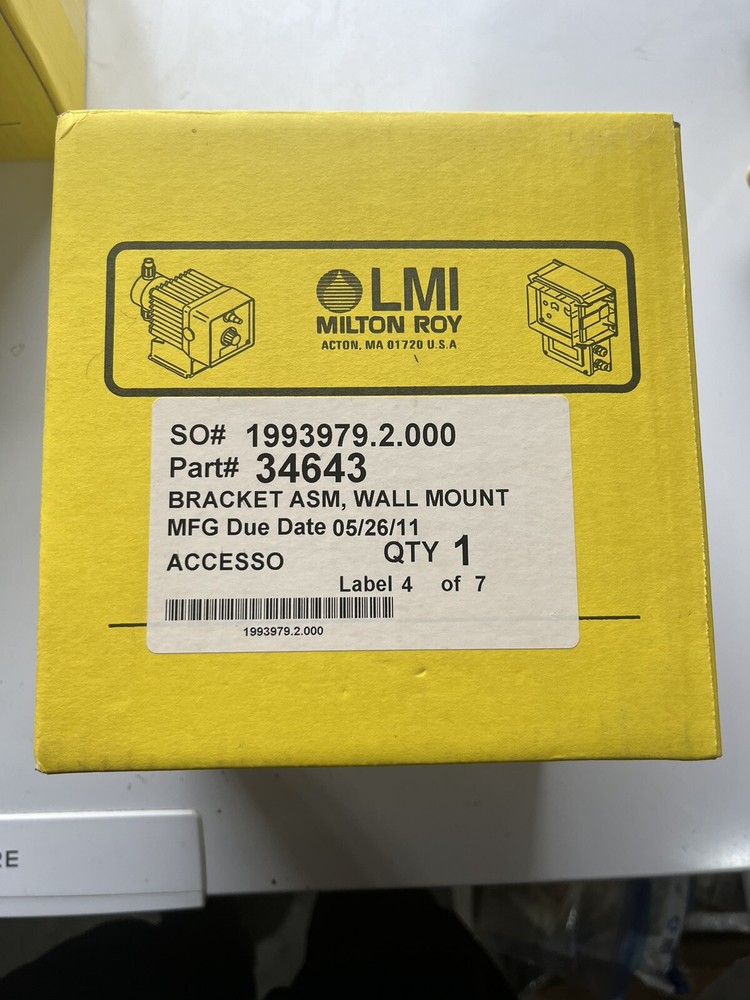 LMI
MILTON ROY
ACTON, MA 01720 U.S.A
SO# 1993979.2.000
Part# 34643
BRACKET ASM, WALL MOUNT
MFG Due Date 05/26/11
ACCESSO QTY 1
Label 4 of 7
1993979.2.000
RE